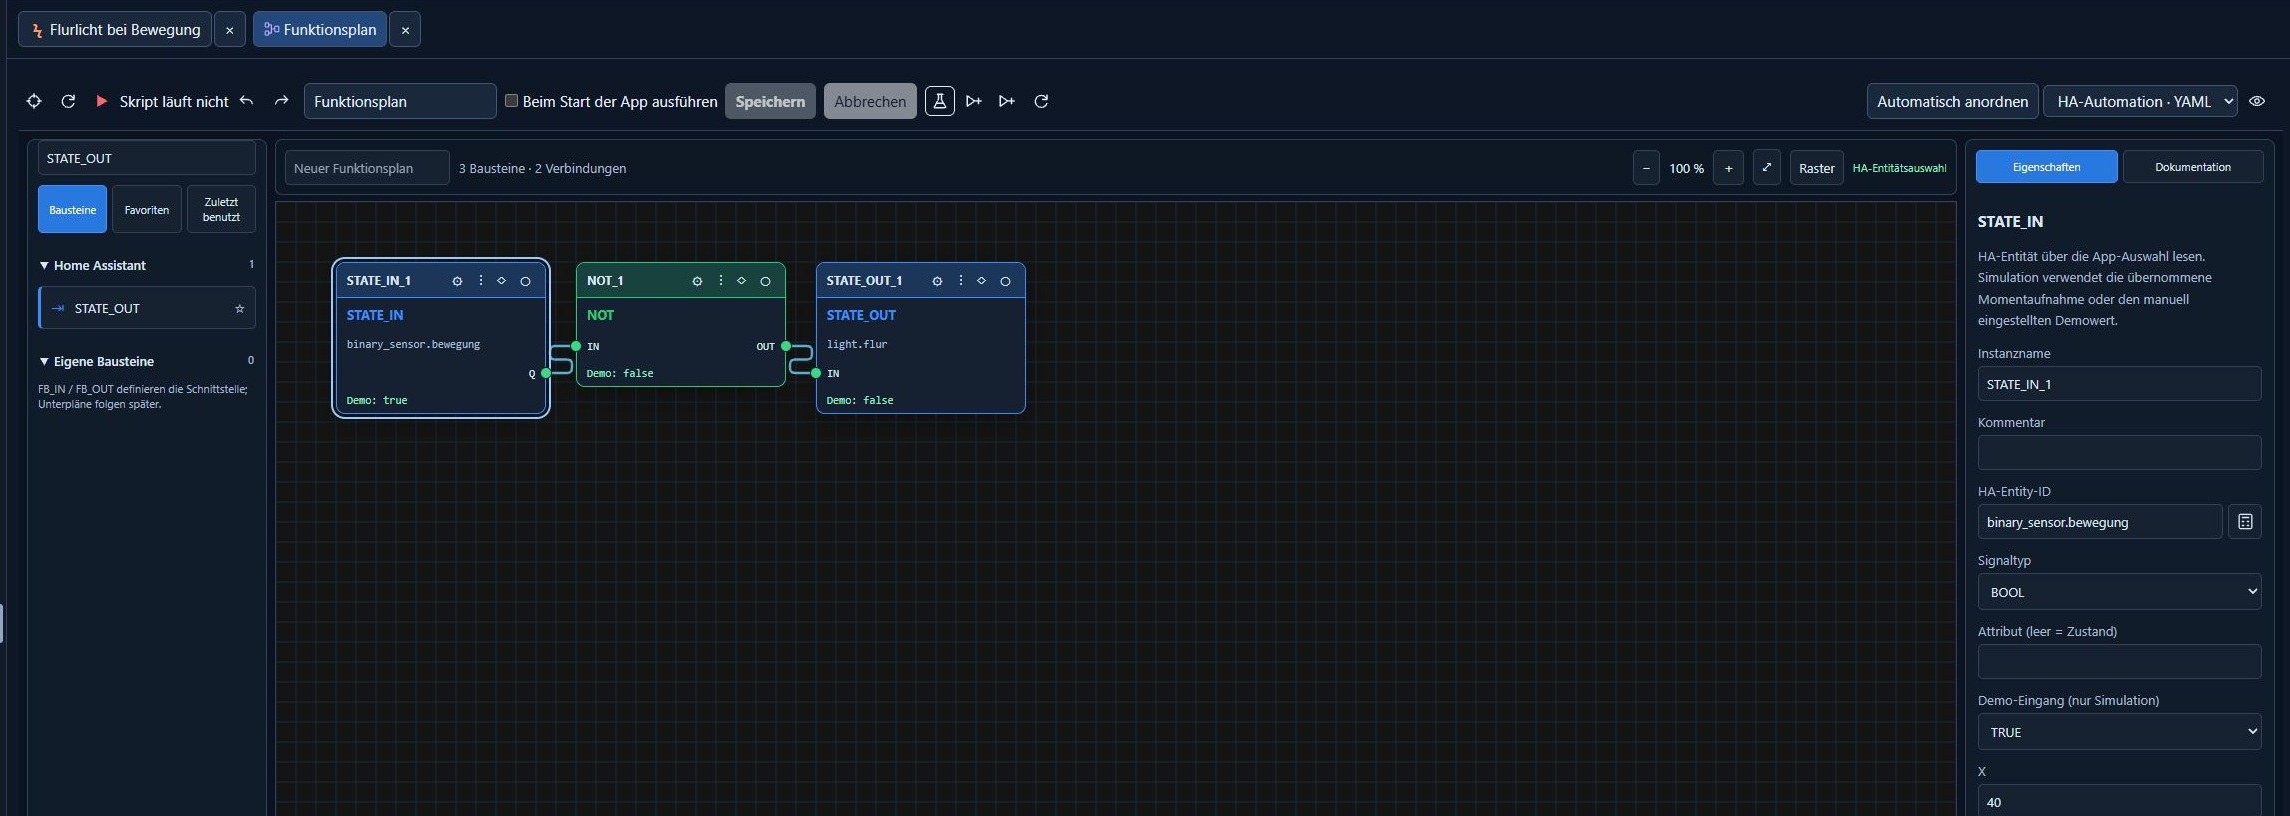 Flurlicht bei Bewegung × Funktionsplan ×
Skript läuft nicht Funktionsplan Beim Start der App ausführen Speichern Abbrechen Automatisch anordnen HA-Automation · YAML
STATE_OUT
Bausteine Favoriten Zuletzt benutzt
Home Assistant 1
STATE_OUT
Eigene Bausteine 0
FB_IN / FB_OUT definieren die Schnittstelle;
Unterpläne folgen später.
Neuer Funktionsplan 3 Bausteine · 2 Verbindungen − 100 % + Raster HA-Entitätsauswahl
STATE_IN_1
STATE_IN
binary_sensor.bewegung
Q
Demo: true
NOT_1
NOT
IN OUT
Demo: false
STATE_OUT_1
STATE_OUT
light.flur
IN
Demo: false
Eigenschaften Dokumentation
STATE_IN
HA-Entität über die App-Auswahl lesen.
Simulation verwendet die übernommene
Momentaufnahme oder den manuell
eingestellten Demowert.
Instanzname
STATE_IN_1
Kommentar
HA-Entity-ID
binary_sensor.bewegung
Signaltyp
BOOL
Attribut (leer = Zustand)
Demo-Eingang (nur Simulation)
TRUE
X
40